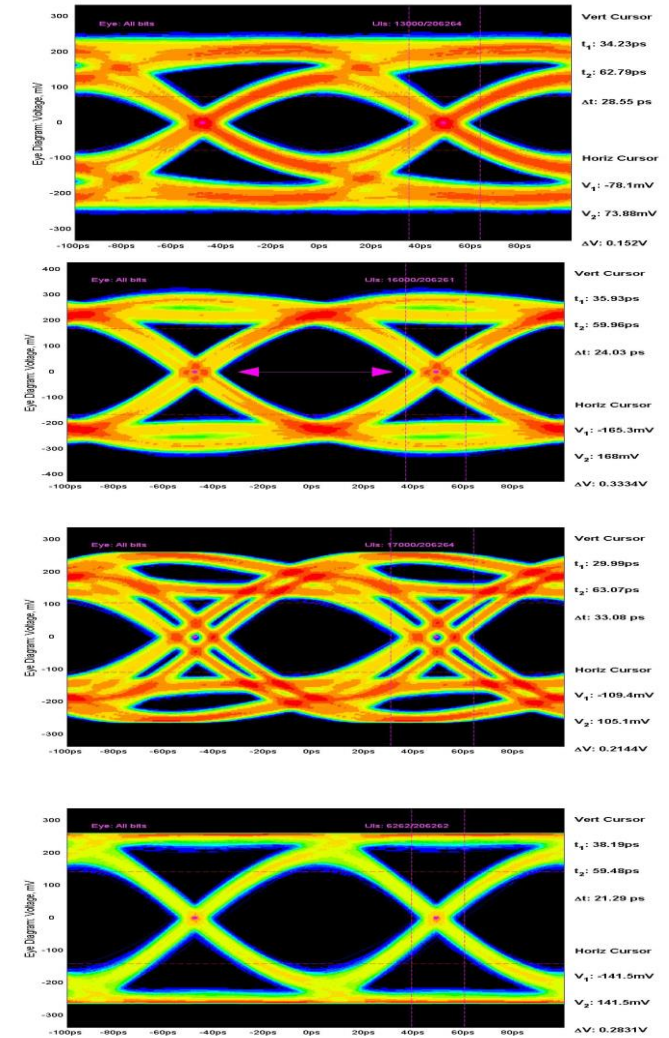 Eye: All bits UIs: 13000/206264
Eye Diagram: Voltage, mV
300
200
100
0
-100
-200
-300
-100ps -80ps -60ps -40ps -20ps 0ps 20ps 40ps 60ps 80ps
Vert Cursor
t1: 34.23ps
t2: 62.79ps
Δt: 28.55 ps
Horiz Cursor
V1: -78.1mV
V2: 73.88mV
ΔV: 0.152V
Eye: All bits UIs: 16000/206261
Eye Diagram: Voltage, mV
400
300
200
100
0
-100
-200
-300
-400
-100ps -80ps -60ps -40ps -20ps 0ps 20ps 40ps 60ps 80ps
Vert Cursor
t1: 35.93ps
t2: 59.96ps
Δt: 24.03 ps
Horiz Cursor
V1: -165.3mV
V2: 168mV
ΔV: 0.3334V
Eye: All bits UIs: 17000/206264
Eye Diagram: Voltage, mV
300
200
100
0
-100
-200
-300
-100ps -80ps -60ps -40ps -20ps 0ps 20ps 40ps 60ps 80ps
Vert Cursor
t1: 29.99ps
t2: 63.07ps
Δt: 33.08 ps
Horiz Cursor
V1: -109.4mV
V2: 105.1mV
ΔV: 0.2144V
Eye: All bits UIs: 6262/206262
Eye Diagram: Voltage, mV
300
200
100
0
-100
-200
-300
-100ps -80ps -60ps -40ps -20ps 0ps 20ps 40ps 60ps 80ps
Vert Cursor
t1: 38.19ps
t2: 59.48ps
Δt: 21.29 ps
Horiz Cursor
V1: -141.5mV
V2: 141.5mV
ΔV: 0.2831V